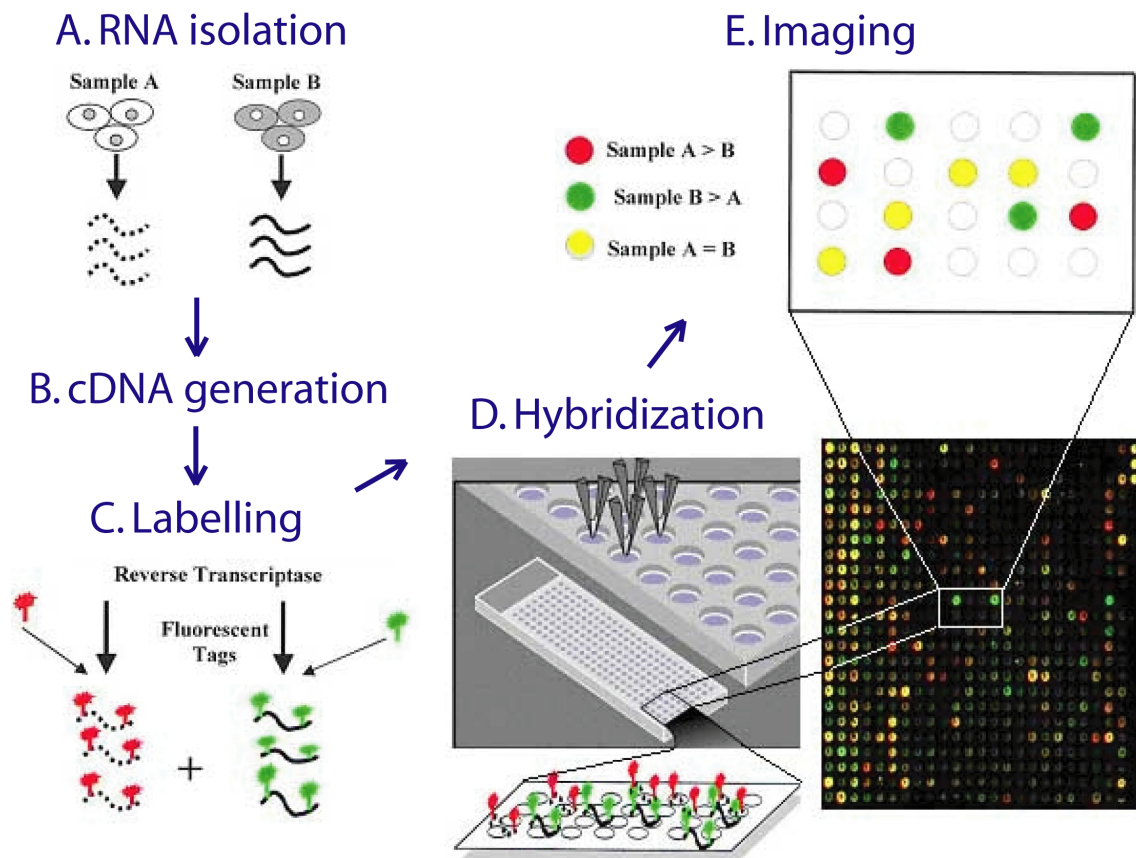 A. RNA isolation
Sample A
Sample B
B. cDNA generation
C. Labelling
Reverse Transcriptase
Fluorescent
Tags
+
D. Hybridization
E. Imaging
Sample A > B
Sample B > A
Sample A = B